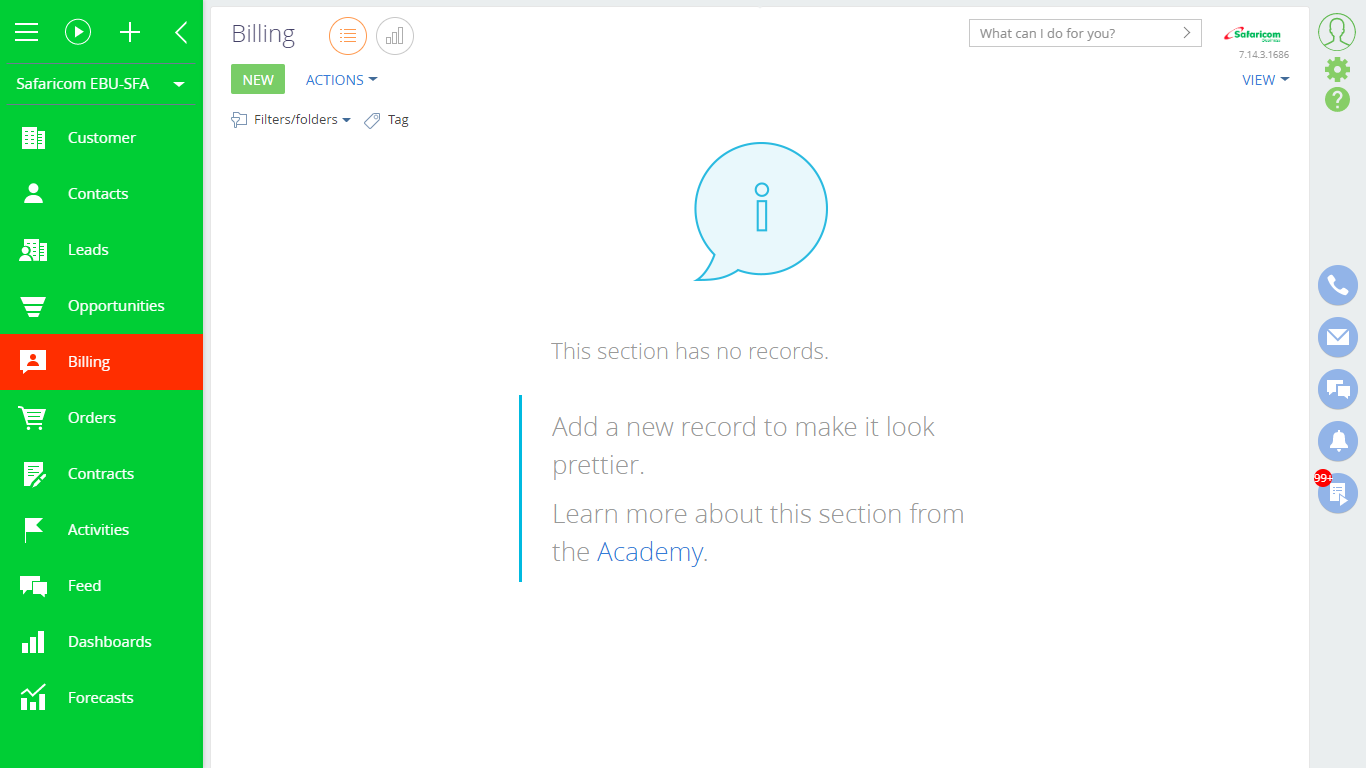 Billing
What can I do for you?
Safaricom
7.14.3.1686
NEW
ACTIONS
VIEW
Filters/folders
Tag
Safaricom EBU-SFA
Customer
Contacts
Leads
Opportunities
Billing
Orders
Contracts
Activities
Feed
Dashboards
Forecasts
This section has no records.
Add a new record to make it look
prettier.
Learn more about this section from
the Academy.
99+